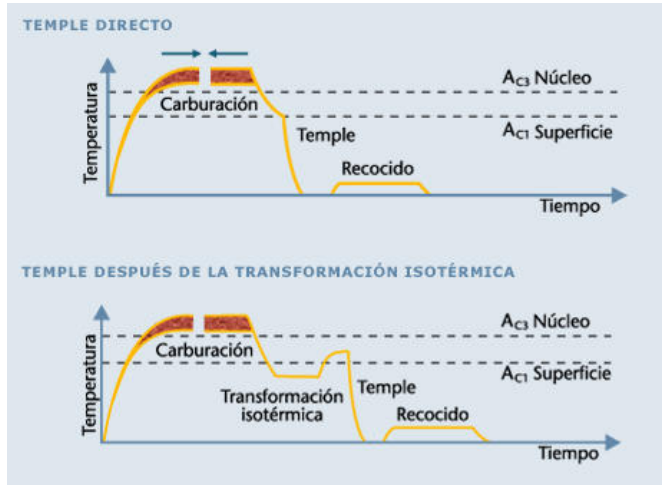 TEMPLE DIRECTO
Temperatura
Carburación
AC3 Núcleo
AC1 Superficie
Temple
Recocido
Tiempo
TEMPLE DESPUÉS DE LA TRANSFORMACIÓN ISOTÉRMICA
Temperatura
Carburación
AC3 Núcleo
AC1 Superficie
Transformación
isotérmica
Temple
Recocido
Tiempo